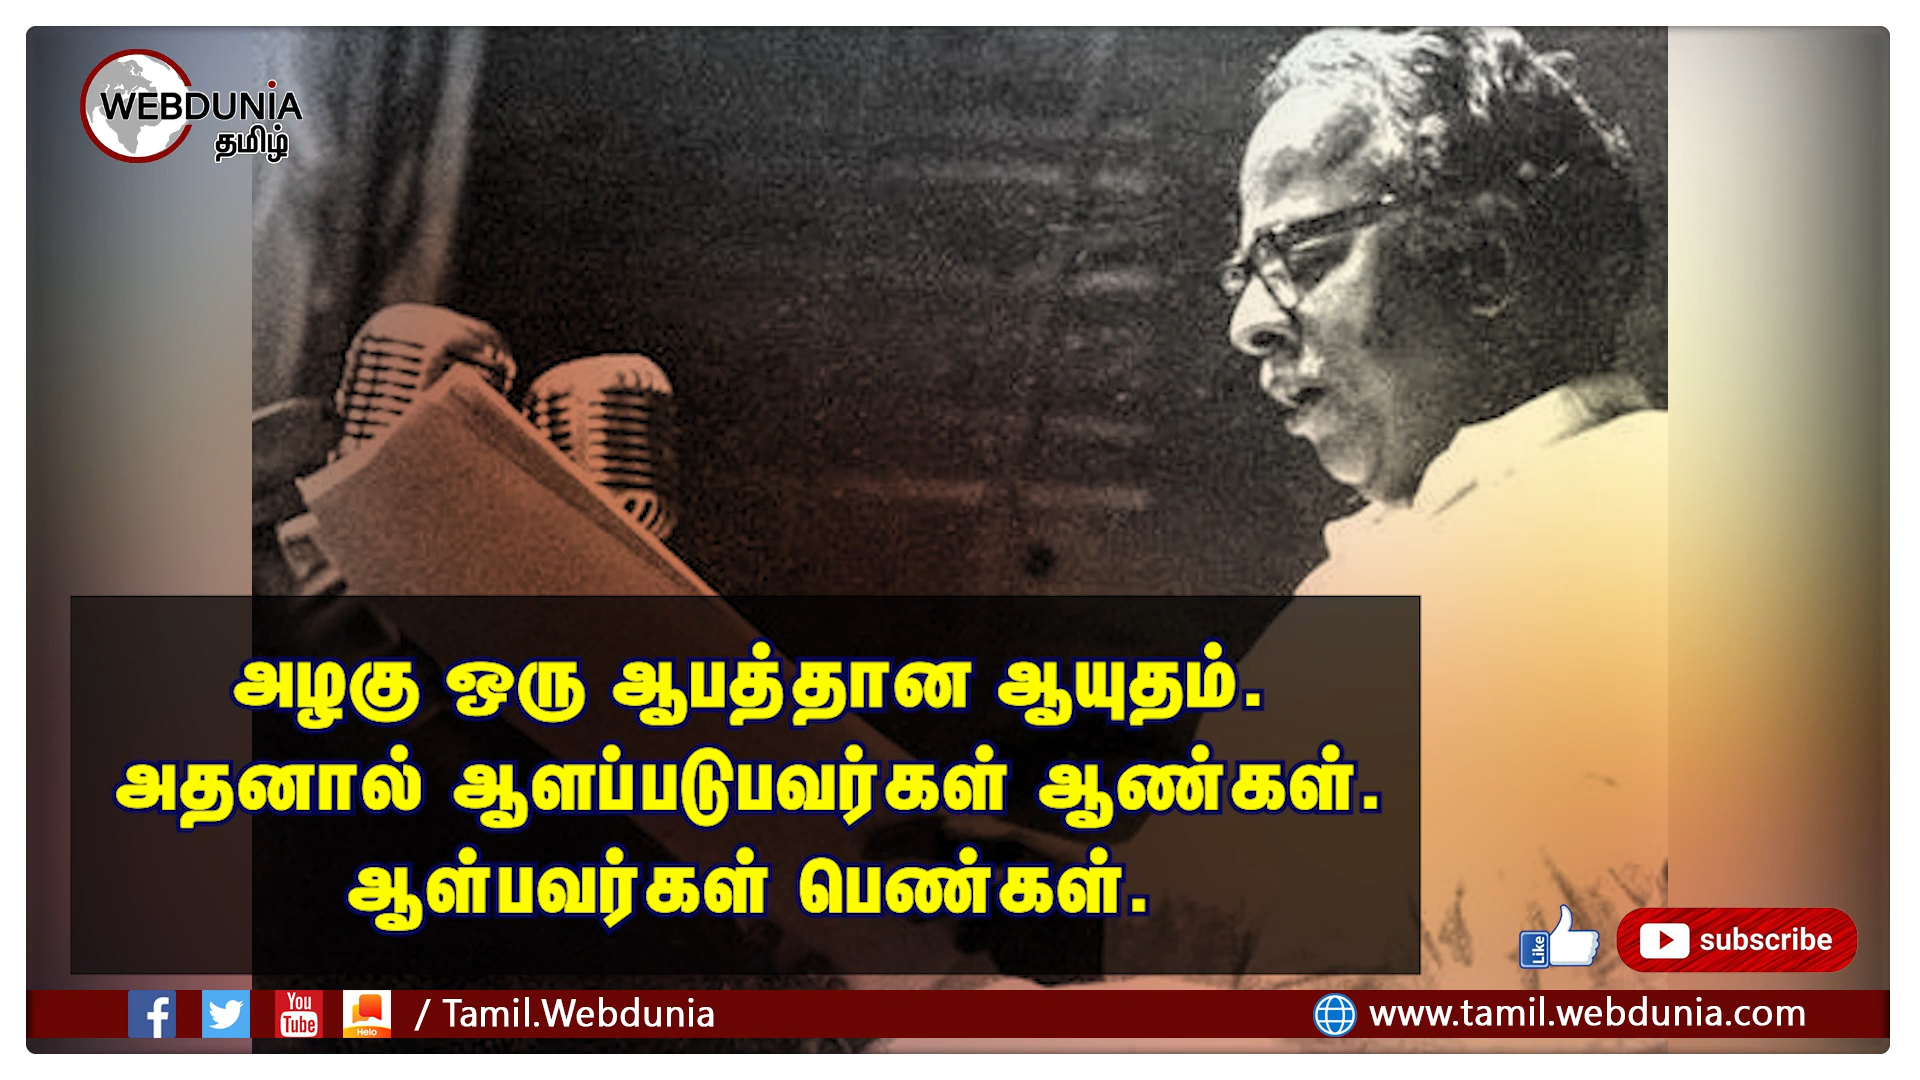 WEBDUNIA
தமிழ்
அழகு ஒரு ஆபத்தான ஆயுதம்.
அதனால் ஆளப்படுபவர்கள் ஆண்கள்.
ஆள்பவர்கள் பெண்கள்.
Like
subscribe
You
Tube
Helo
/ Tamil.Webdunia
www.tamil.webdunia.com